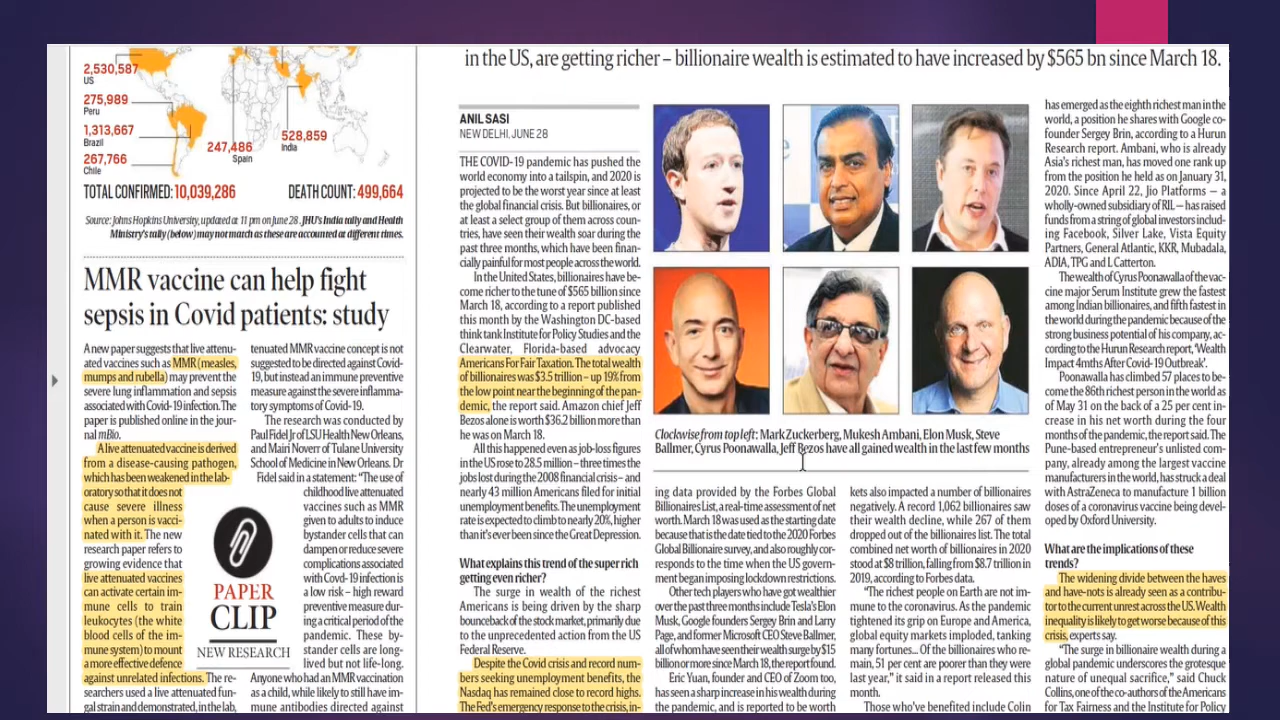 2,530,587
US
275,989
Peru
1,313,667
Brazil
267,766
Chile
247,486
Spain
528,859
India
TOTAL CONFIRMED: 10,039,286 DEATH COUNT: 499,664
Source: Johns Hopkins University, updated at 11 pm on June 28. JHU's India tally and Health
Ministry's tally (below) may not match as these are accounted at different times.
MMR vaccine can help fight
sepsis in Covid patients: study
A new paper suggests that live attenu-
ated vaccines such as MMR (measles,
mumps and rubella) may prevent the
severe lung inflammation and sepsis
associated with Covid-19 infection. The
paper is published online in the jour-
nal mBio.
A live attenuated vaccine is derived
from a disease-causing pathogen,
which has been weakened in the lab-
oratory so that it does not
cause severe illness
when a person is vacci-
nated with it. The new
research paper refers to
growing evidence that
live attenuated vaccines
can activate certain im-
mune cells to train
leukocytes (the white
blood cells of the im-
mune system) to mount
a more effective defence
against unrelated infections. The re-
searchers used a live attenuated fun-
gal strain and demonstrated, in the lab,
PAPER
CLIP
NEW RESEARCH
tenuated MMR vaccine concept is not
suggested to be directed against Covid-
19, but instead an immune preventive
measure against the severe inflamma-
tory symptoms of Covid-19.
The research was conducted by
Paul Fidel Jr of LSU Health New Orleans,
and Mairi Noverr of Tulane University
School of Medicine in New Orleans. Dr
Fidel said in a statement: "The use of
childhood live attenuated
vaccines such as MMR
given to adults to induce
bystander cells that can
dampen or reduce severe
complications associated
with Covd-19 infection is
a low risk – high reward
preventive measure dur-
ing a critical period of the
pandemic. These by-
stander cells are long-
lived but not life-long.
Anyone who had an MMR vaccination
as a child, while likely to still have im-
mune antibodies directed against
in the US, are getting richer – billionaire wealth is estimated to have increased by $565 bn since March 18.
ANIL SASI
NEW DELHI, JUNE 28
THE COVID-19 pandemic has pushed the
world economy into a tailspin, and 2020 is
projected to be the worst year since at least
the global financial crisis. But billionaires, or
at least a select group of them across coun-
tries, have seen their wealth soar during the
past three months, which have been finan-
cially painful for most people across the world.
In the United States, billionaires have be-
come richer to the tune of $565 billion since
March 18, according to a report published
this month by the Washington DC-based
think tank Institute for Policy Studies and the
Clearwater, Florida-based advocacy
Americans For Fair Taxation. The total wealth
of billionaires was $3.5 trillion – up 19% from
the low point near the beginning of the pan-
demic, the report said. Amazon chief Jeff
Bezos alone is worth $36.2 billion more than
he was on March 18.
All this happened even as job-loss figures
in the US rose to 28.5 million – three times the
jobs lost during the 2008 financial crisis – and
nearly 43 million Americans filed for initial
unemployment benefits. The unemployment
rate is expected to climb to nearly 20%, higher
than it's ever been since the Great Depression.
What explains this trend of the super rich
getting even richer?
The surge in wealth of the richest
Americans is being driven by the sharp
bounceback of the stock market, primarily due
to the unprecedented action from the US
Federal Reserve.
Despite the Covid crisis and record num-
bers seeking unemployment benefits, the
Nasdaq has remained close to record highs.
The Fed's emergency response to the crisis, in-
Clockwise from top left: Mark Zuckerberg, Mukesh Ambani, Elon Musk, Steve
Ballmer, Cyrus Poonawalla, Jeff Bezos have all gained wealth in the last few months
ing data provided by the Forbes Global
Billionaires List, a real-time assessment of net
worth. March 18 was used as the starting date
because that is the date tied to the 2020 Forbes
Global Billionaire survey, and also roughly cor-
responds to the time when the US govern-
ment began imposing lockdown restrictions.
Other tech players who have got wealthier
over the past three months include Tesla's Elon
Musk, Google founders Sergey Brin and Larry
Page, and former Microsoft CEO Steve Ballmer,
all of whom have seen their wealth surge by $15
billion or more since March 18, the report found.
Eric Yuan, founder and CEO of Zoom too,
has seen a sharp increase in his wealth during
the pandemic, and is reported to be worth
kets also impacted a number of billionaires
negatively. A record 1,062 billionaires saw
their wealth decline, while 267 of them
dropped out of the billionaires list. The total
combined net worth of billionaires in 2020
stood at $8 trillion, falling from $8.7 trillion in
2019, according to Forbes data.
"The richest people on Earth are not im-
mune to the coronavirus. As the pandemic
tightened its grip on Europe and America,
global equity markets imploded, tanking
many fortunes... Of the billionaires who re-
main, 51 per cent are poorer than they were
last year," it said in a report released this
month.
Those who've benefited include Colin
has emerged as the eighth richest man in the
world, a position he shares with Google co-
founder Sergey Brin, according to a Hurun
Research report. Ambani, who is already
Asia's richest man, has moved one rank up
from the position he held as on January 31,
2020. Since April 22, Jio Platforms — a
wholly-owned subsidiary of RIL — has raised
funds from a string of global investors includ-
ing Facebook, Silver Lake, Vista Equity
Partners, General Atlantic, KKR, Mubadala,
ADIA, TPG and L Catterton.
The wealth of Cyrus Poonawalla of the vac-
cine major Serum Institute grew the fastest
among Indian billionaires, and fifth fastest in
the world during the pandemic because of the
strong business potential of his company, ac-
cording to the Hurun Research report, 'Wealth
Impact 4mths After Covid-19 Outbreak'.
Poonawalla has climbed 57 places to be-
come the 86th richest person in the world as
of May 31 on the back of a 25 per cent in-
crease in his net worth during the four
months of the pandemic, the report said. The
Pune-based entrepreneur's unlisted com-
pany, already among the largest vaccine
manufacturers in the world, has struck a deal
with AstraZeneca to manufacture 1 billion
doses of a coronavirus vaccine being devel-
oped by Oxford University.
What are the implications of these
trends?
The widening divide between the haves
and have-nots is already seen as a contribu-
tor to the current unrest across the US. Wealth
inequality is likely to get worse because of this
crisis, experts say.
"The surge in billionaire wealth during a
global pandemic underscores the grotesque
nature of unequal sacrifice," said Chuck
Collins, one of the co-authors of the Americans
for Tax Fairness and the Institute for Policy